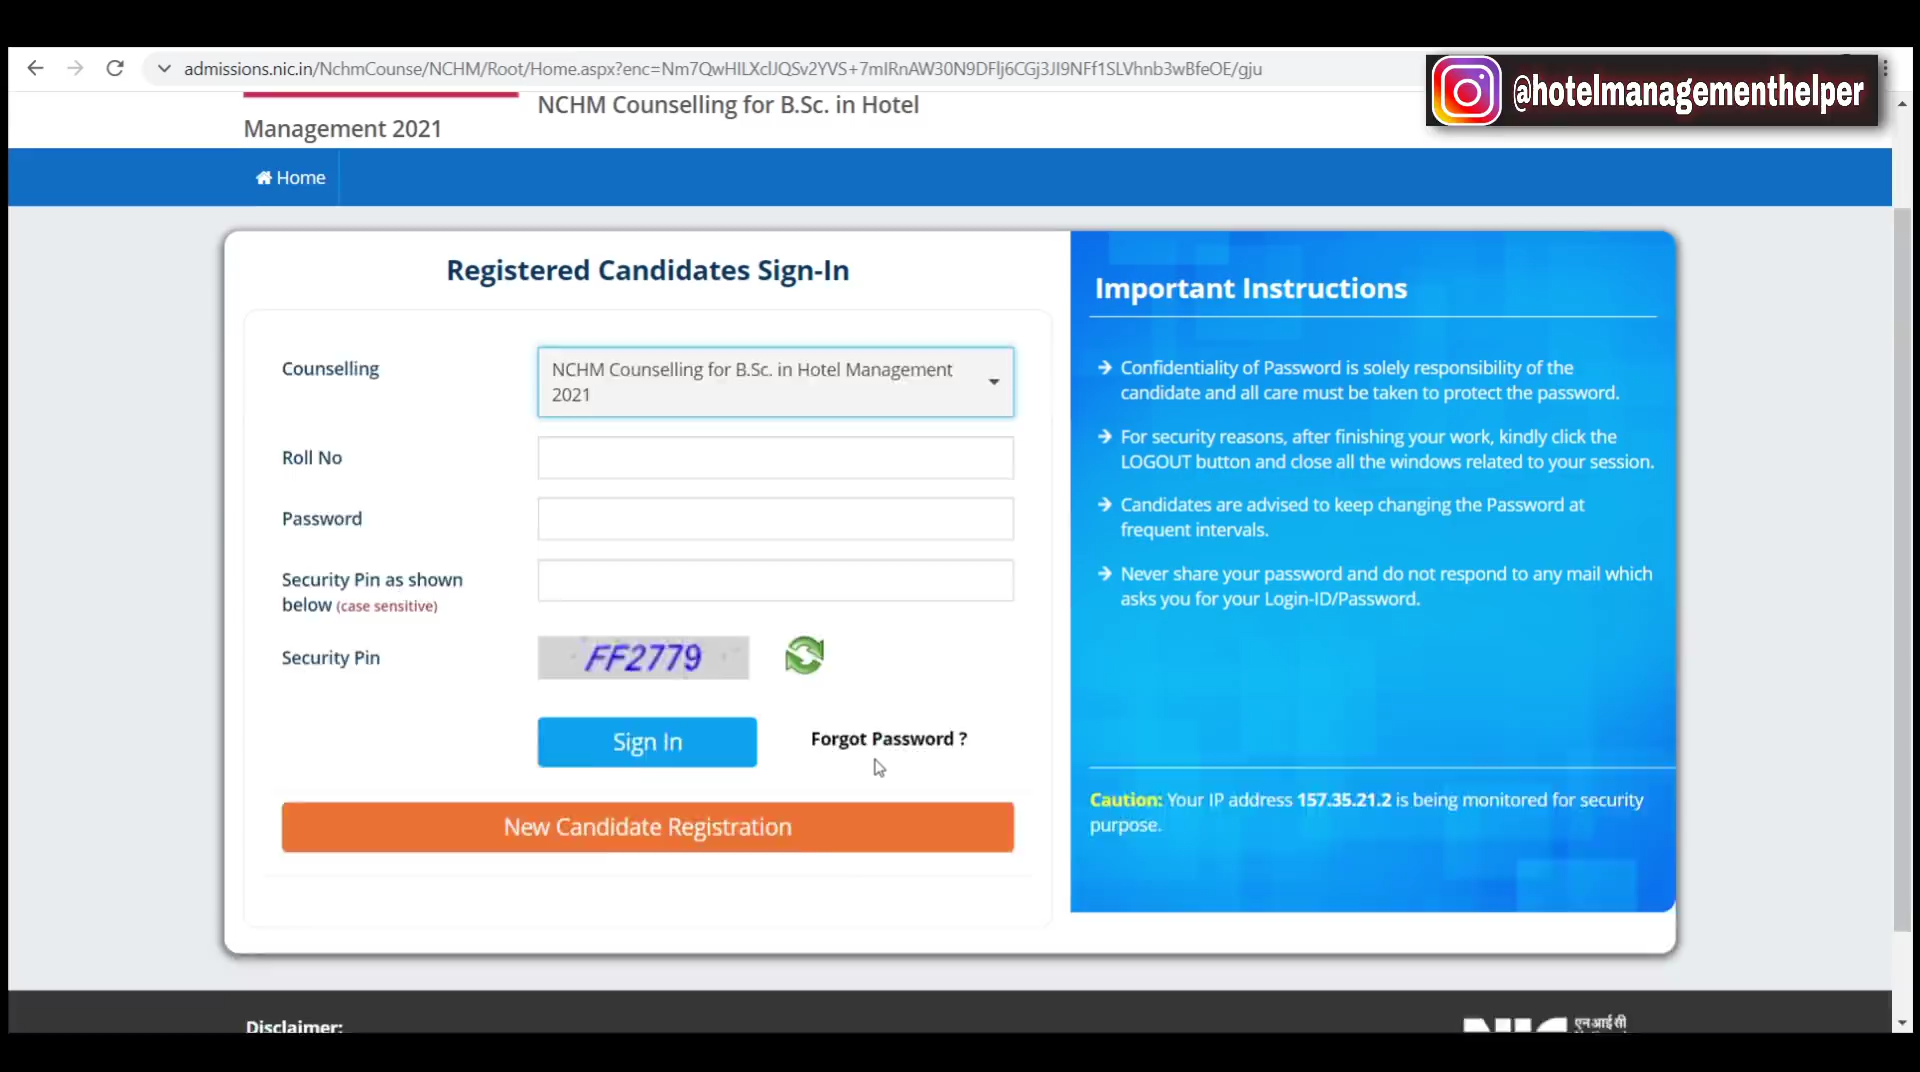 admissions.nic.in/NchmCounse/NCHM/Root/Home.aspx?enc=Nm7QwHILXclJQSv2YVS+7mIRnAW30N9DFlj6CGj3JI9NFf1SLVhnb3wBfeOE/gju
@hotelmanagementhelper
NCHM Counselling for B.Sc. in Hotel
Management 2021
Home
Registered Candidates Sign-In
Counselling
NCHM Counselling for B.Sc. in Hotel Management
2021
Roll No
Password
Security Pin as shown
below (case sensitive)
Security Pin
FF2779
Sign In
Forgot Password ?
New Candidate Registration
Important Instructions
Confidentiality of Password is solely responsibility of the
candidate and all care must be taken to protect the password.
For security reasons, after finishing your work, kindly click the
LOGOUT button and close all the windows related to your session.
Candidates are advised to keep changing the Password at
frequent intervals.
Never share your password and do not respond to any mail which
asks you for your Login-ID/Password.
Caution: Your IP address 157.35.21.2 is being monitored for security
purpose.
Disclaimer:
एन आई सी